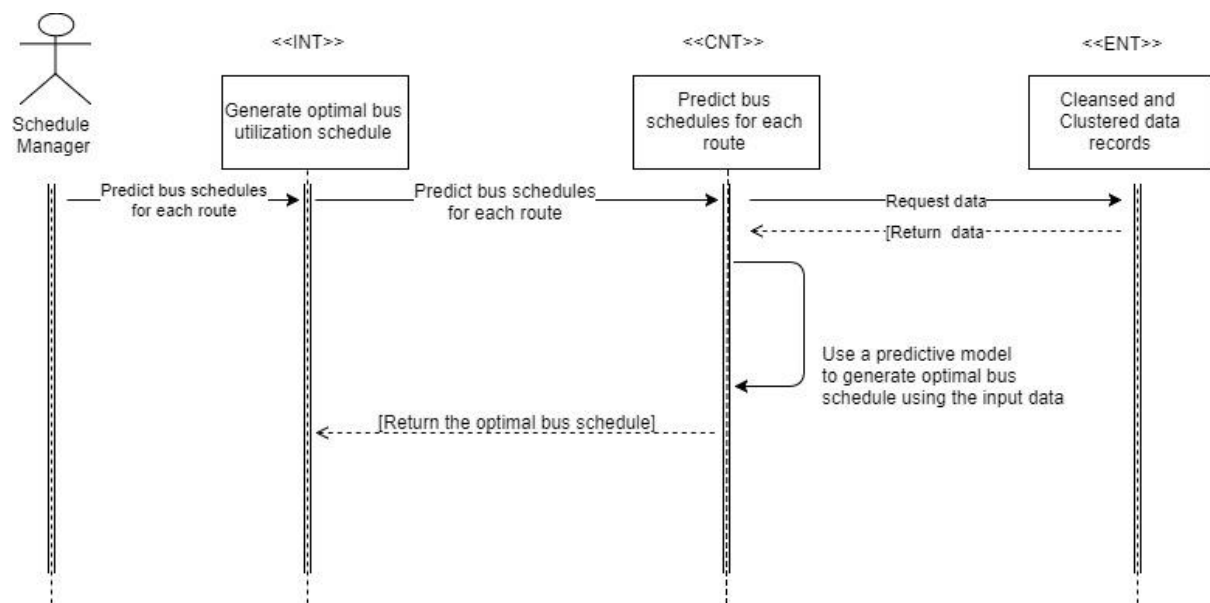 <<INT>>
<<CNT>>
<<ENT>>
Schedule
Manager
Generate optimal bus
utilization schedule
Predict bus
schedules for each
route
Cleansed and
Clustered data
records
Predict bus schedules
for each route
Predict bus schedules
for each route
Request data
[Return data
Use a predictive model
to generate optimal bus
schedule using the input data
[Return the optimal bus schedule]